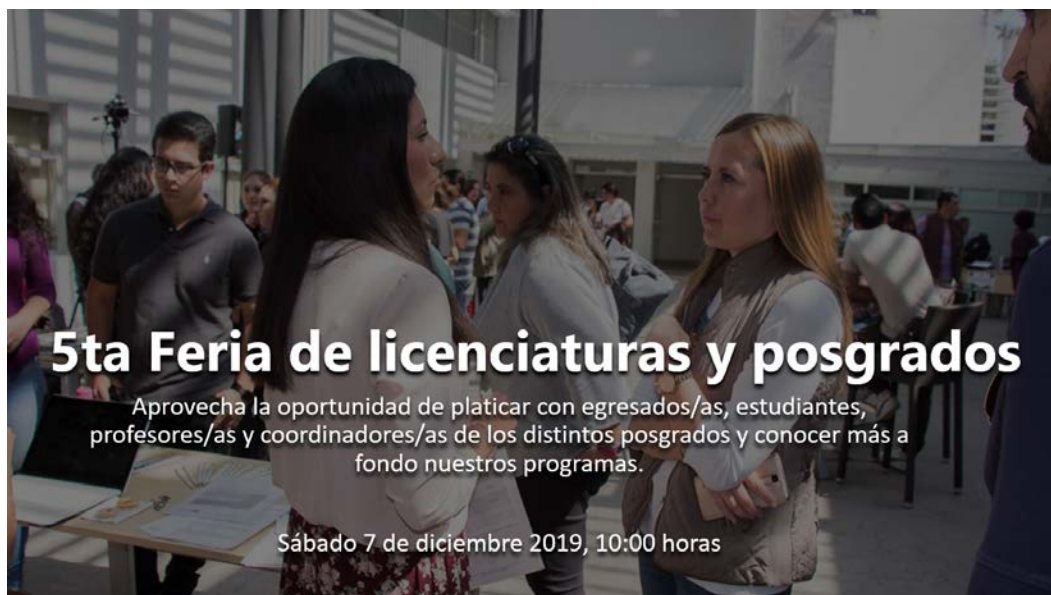 5ta Feria de licenciaturas y posgrados
Aprovecha la oportunidad de platicar con egresados/as, estudiantes,
profesores/as y coordinadores/as de los distintos posgrados y conocer más a
fondo nuestros programas.
Sábado 7 de diciembre 2019, 10:00 horas